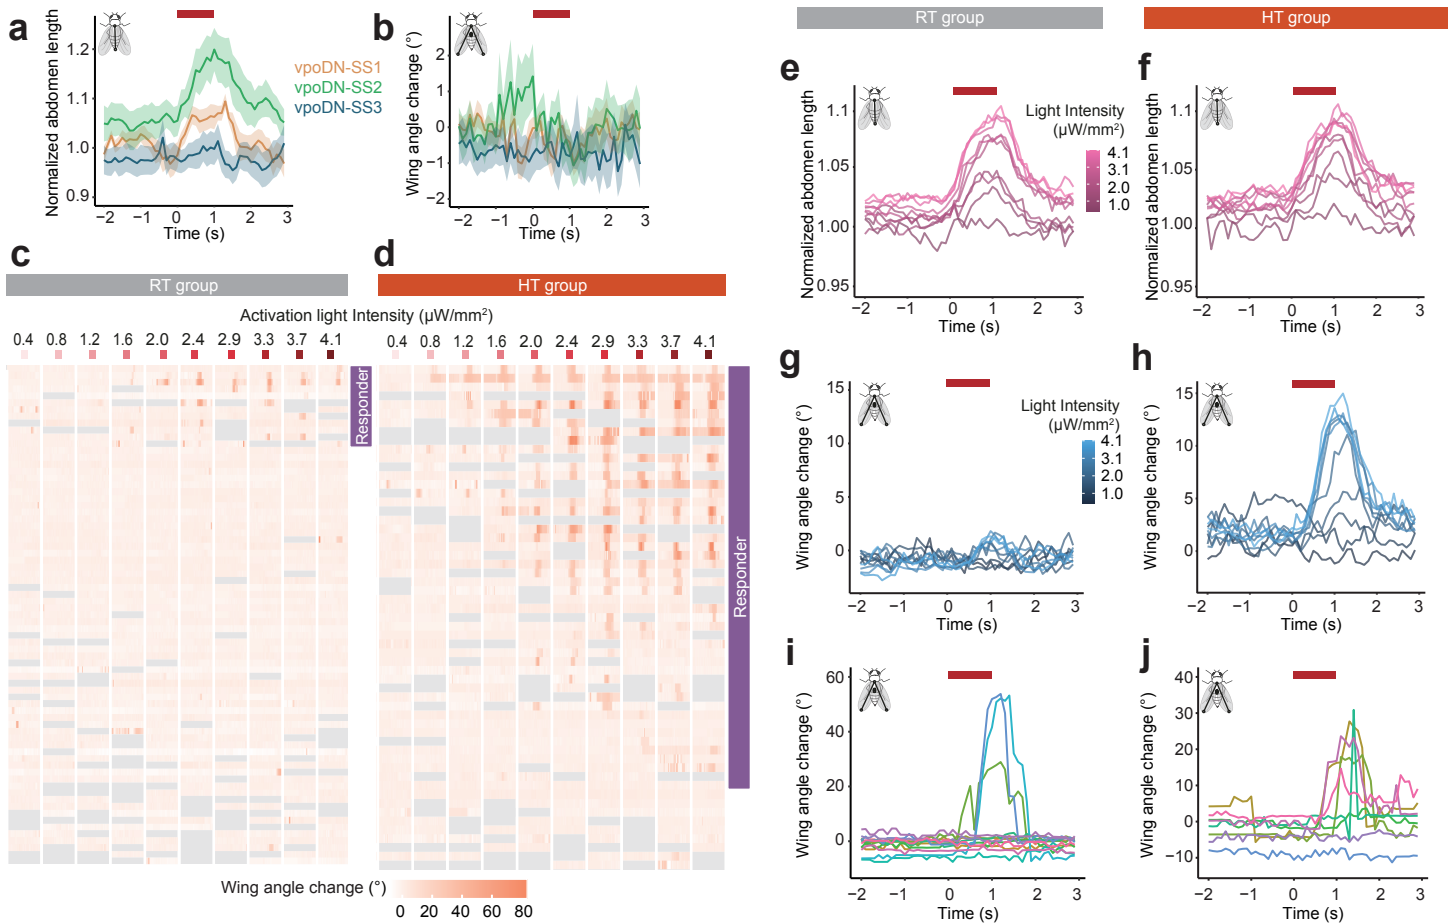 a
Normalized abdomen length
1.2
1.1
1.0
0.9
−2
−1
0
1
2
3
Time (s)
vpoDN-SS1
vpoDN-SS2
vpoDN-SS3
b
Wing angle change (°)
2
1
0
−1
−2
−2
−1
0
1
2
3
Time (s)
c
RT group
d
HT group
Activation light Intensity (µW/mm²)
0.4 0.8 1.2 1.6 2.0 2.4 2.9 3.3 3.7 4.1
0.4 0.8 1.2 1.6 2.0 2.4 2.9 3.3 3.7 4.1
Responder
Responder
Wing angle change (°)
0 20 40 60 80
RT group
HT group
e
Normalized abdomen length
1.1
1.05
1.00
0.95
−2 −1 0 1 2 3
Time (s)
Light Intensity
(µW/mm²)
4.1
3.1
2.0
1.0
f
Normalized abdomen length
1.1
1.05
1.00
0.95
−2 −1 0 1 2 3
Time (s)
g
Wing angle change (°)
15
10
5
0
−2 −1 0 1 2 3
Time (s)
Light Intensity
(µW/mm²)
4.1
3.1
2.0
1.0
h
Wing angle change (°)
15
10
5
0
−2 −1 0 1 2 3
Time (s)
i
Wing angle change (°)
60
40
20
0
−2 −1 0 1 2 3
Time (s)
j
Wing angle change (°)
40
30
20
10
0
−10
−2 −1 0 1 2 3
Time (s)